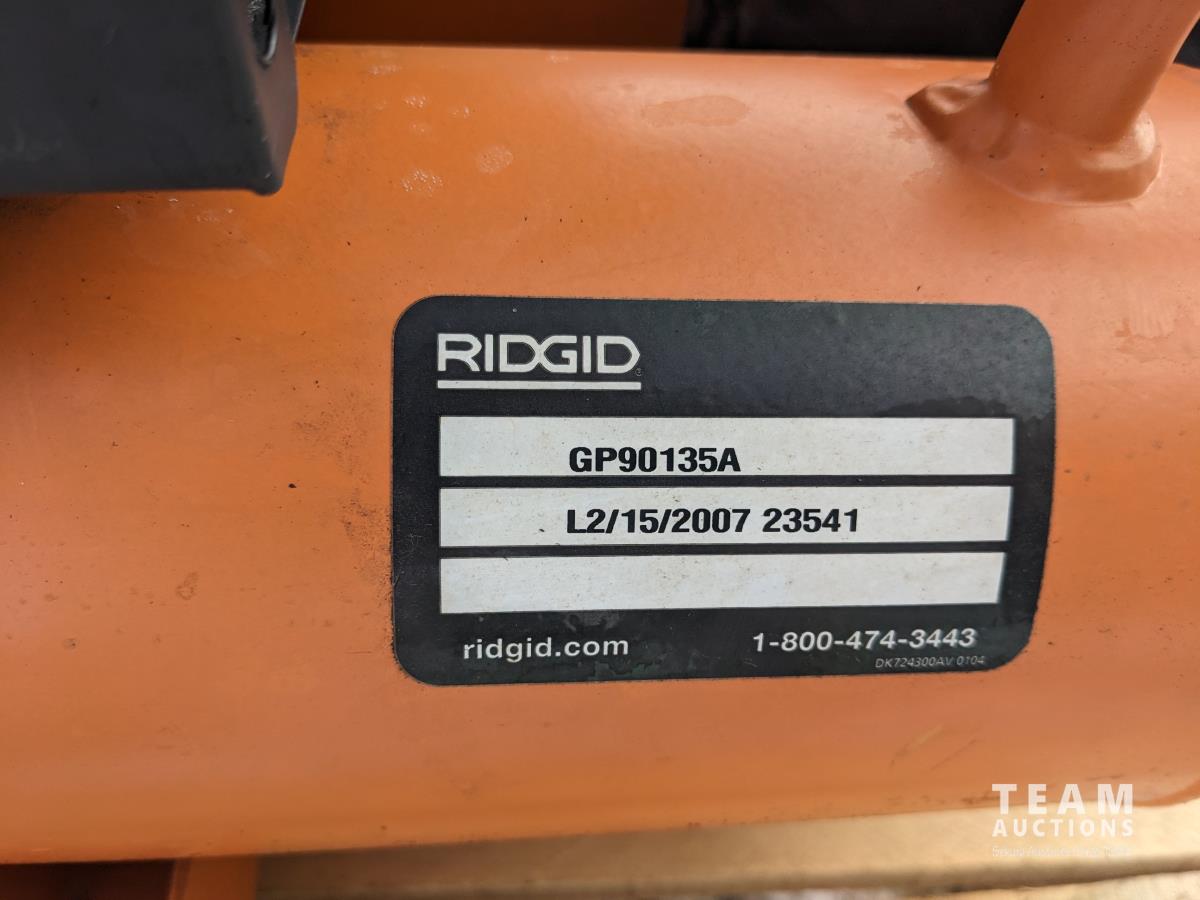 RIDGID
GP90135A
L2/15/2007 23541
ridgid.com 1-800-474-3443
DK724300AV 0104
TEAM
AUCTIONS